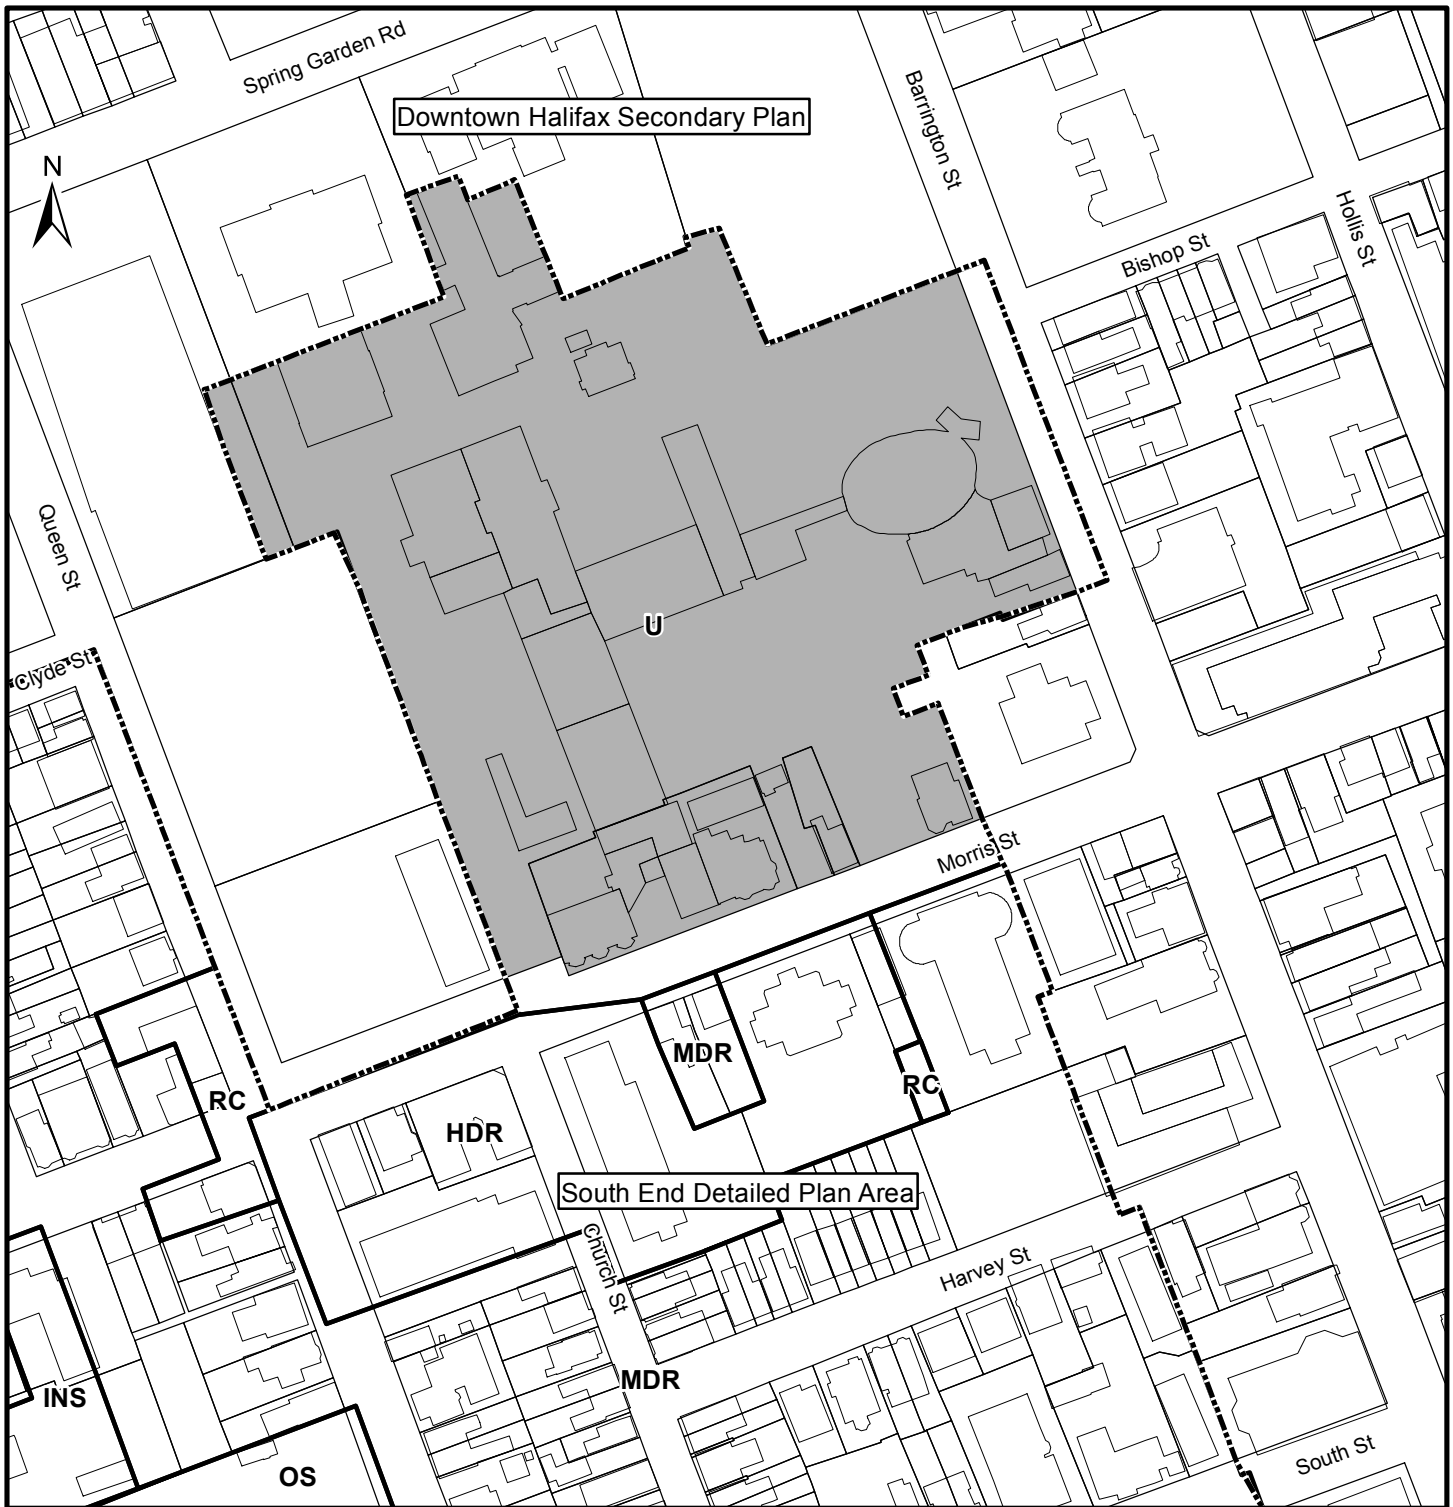 Spring Garden Rd
Downtown Halifax Secondary Plan
Barrington St
N
Hollis St
Bishop St
Queen St
U
Clyde St
Morris St
MDR
RC
RC
HDR
South End Detailed Plan Area
Church St
Harvey St
MDR
INS
OS
South St